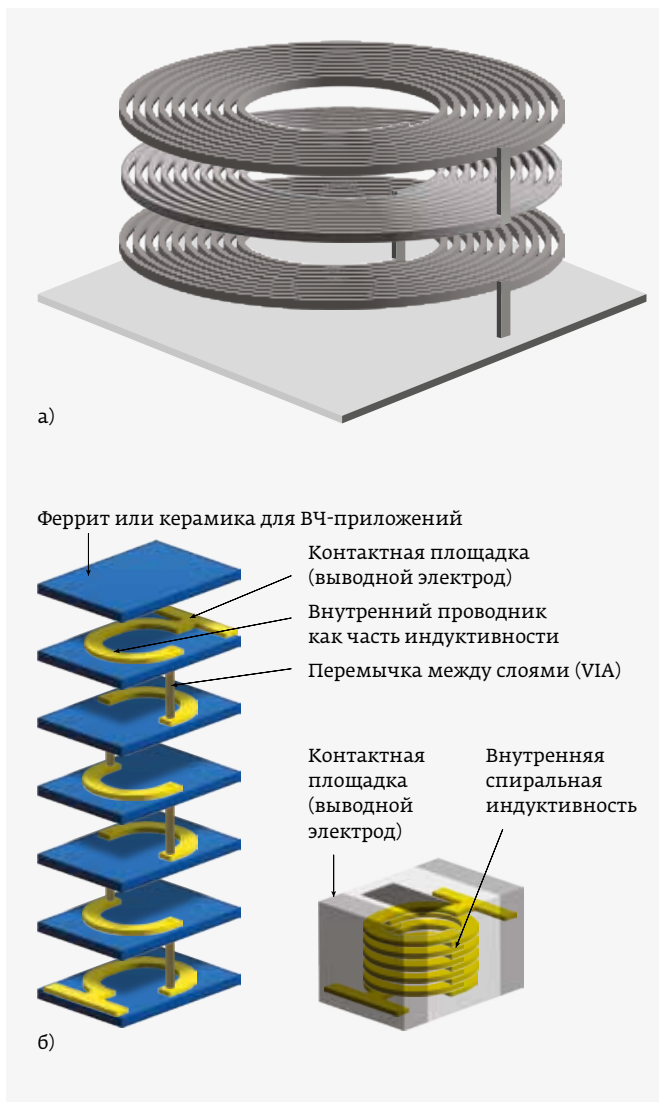 а)
Феррит или керамика для ВЧ-приложений
Контактная площадка
(выводной электрод)
Внутренний проводник
как часть индуктивности
Перемычка между слоями (VIA)
Контактная
площадка
(выводной
электрод)
Внутренняя
спиральная
индуктивность
б)